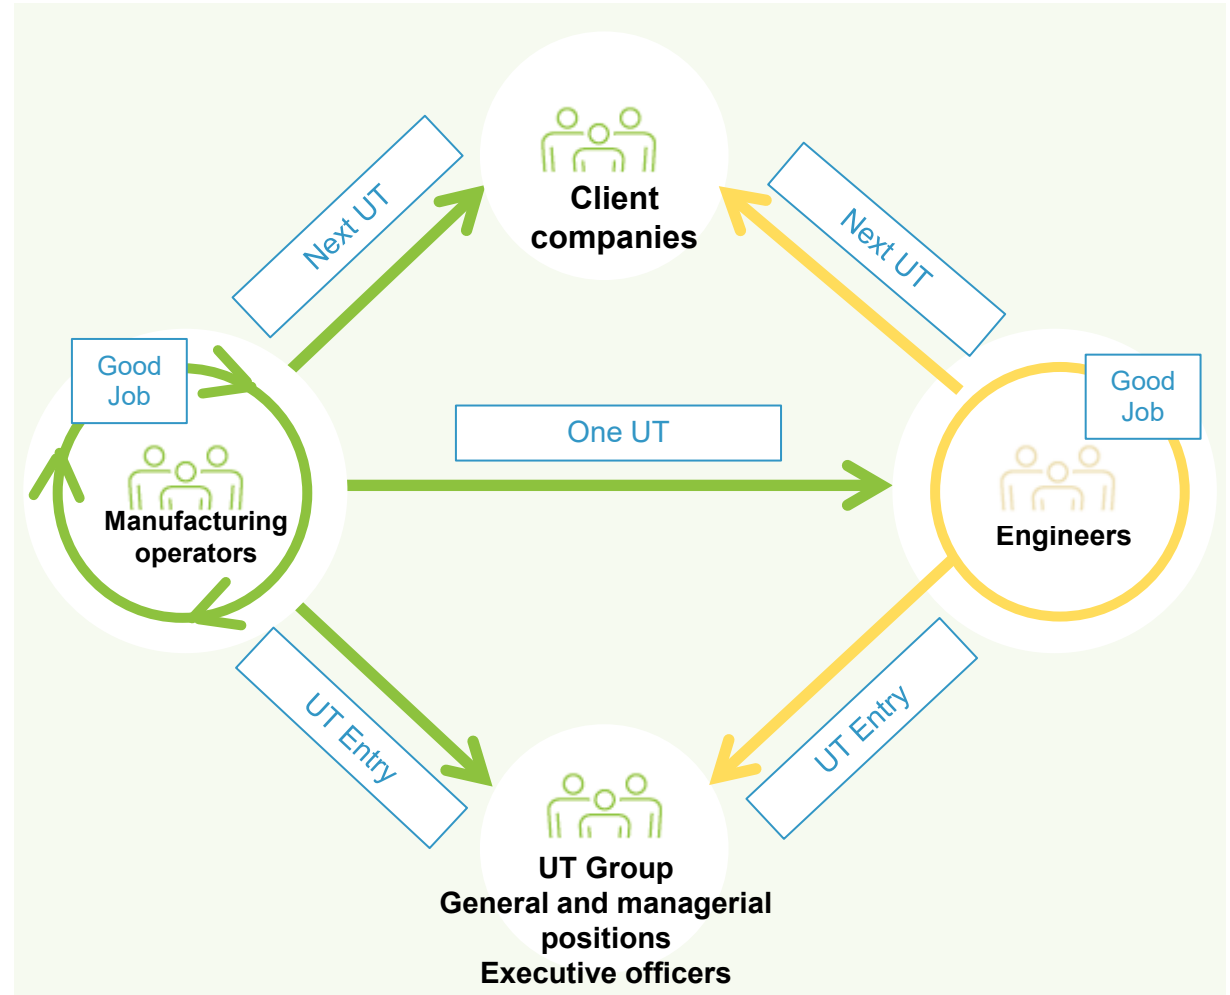 Client
companies
Next UT
Next UT
Good
Job
Good
Job
One UT
Manufacturing
operators
Engineers
UT Entry
UT Entry
UT Group
General and managerial
positions
Executive officers